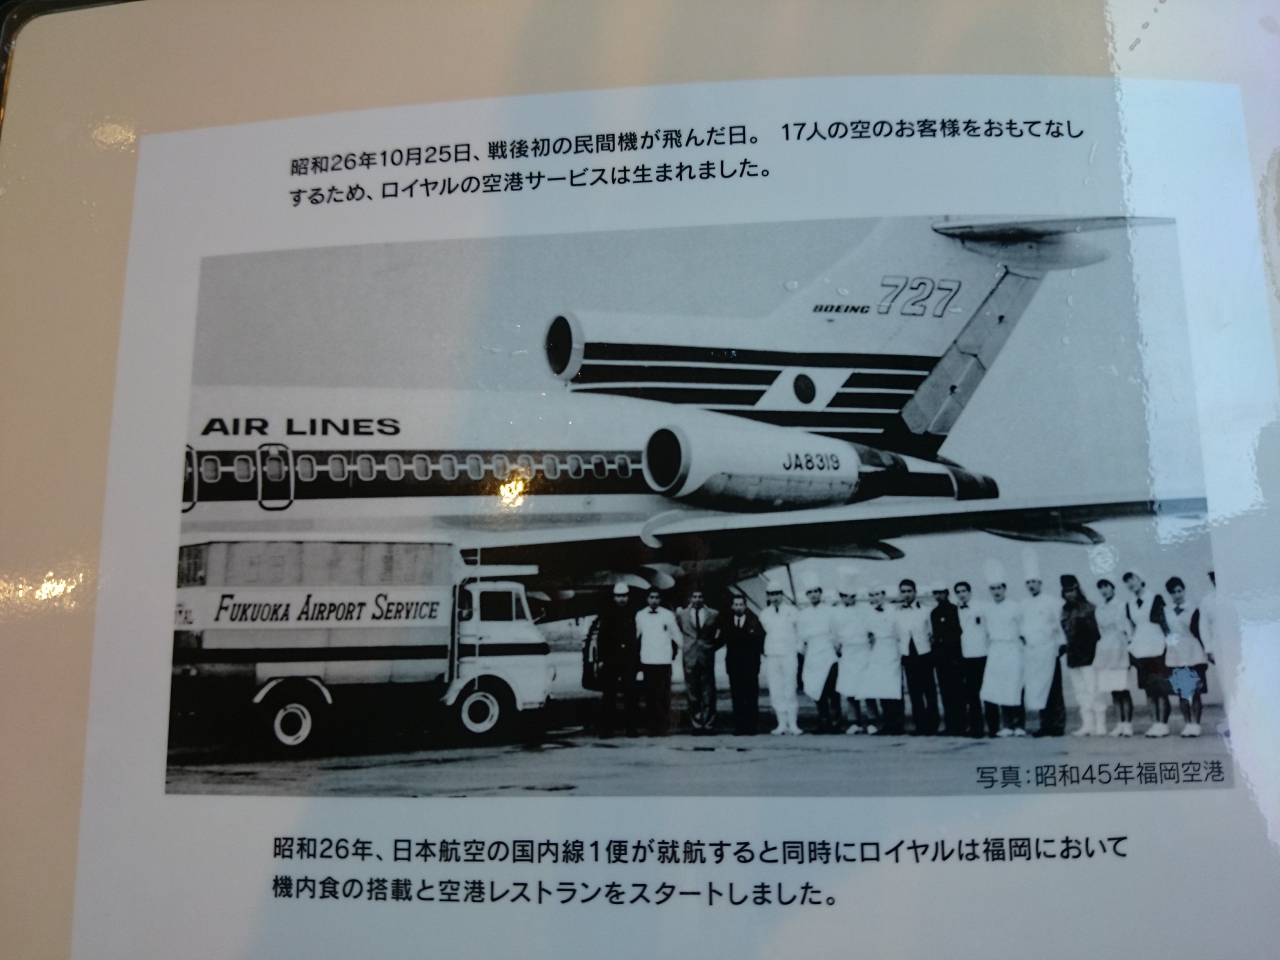 昭和26年10月25日、戦後初の民間機が飛んだ日。 17人の空のお客様をおもてなし
するため、ロイヤルの空港サービスは生まれました。
BOEING 727
AIR LINES
JA8319
FUKUOKA AIRPORT SERVICE
写真：昭和45年福岡空港
昭和26年、日本航空の国内線1便が就航すると同時にロイヤルは福岡において
機内食の搭載と空港レストランをスタートしました。